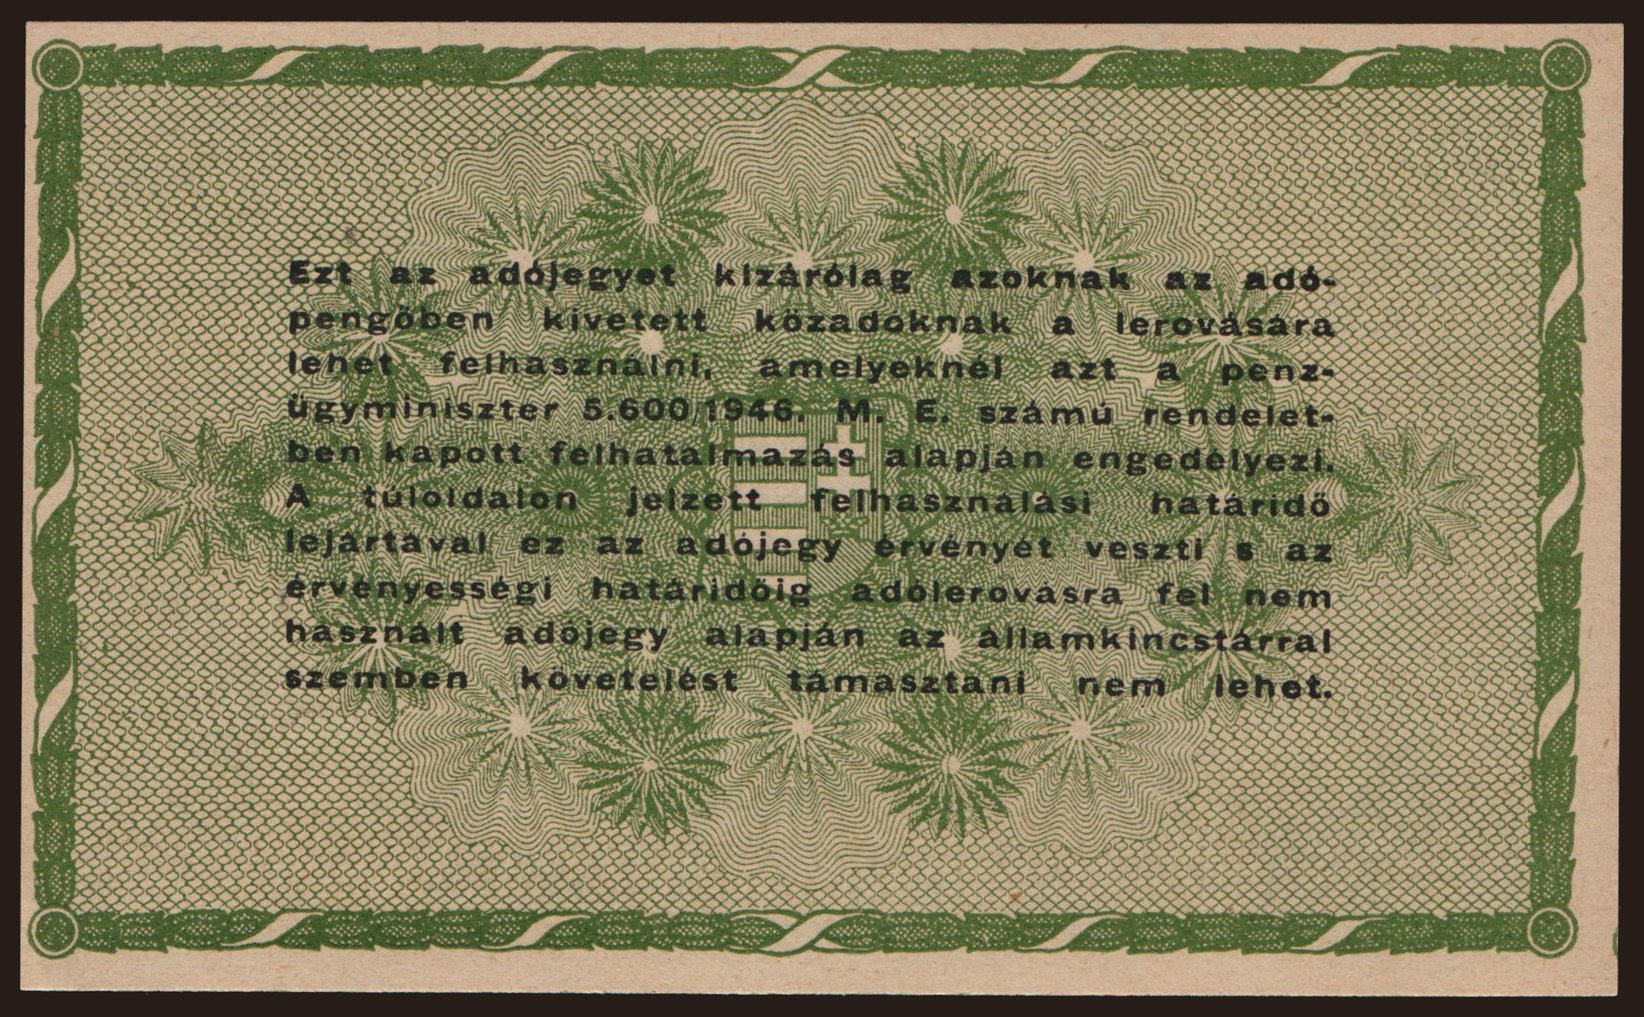 Ezt az adójegyet kizárólag azoknak az adó-
pengőben kivetett közadóknak a lerovására
lehet felhasználni, amelyeknél azt a pénz-
ügyminiszter 5.600/1946. M. E. számú rendelet-
ben kapott felhatalmazás alapján engedélyezi.
A túloldalon jelzett felhasználási határidő
lejártával ez az adójegy érvényét veszti s az
érvényességi határidőig adólerovásra fel nem
használt adójegy alapján az államkincstárral
szemben követelést támasztani nem lehet.